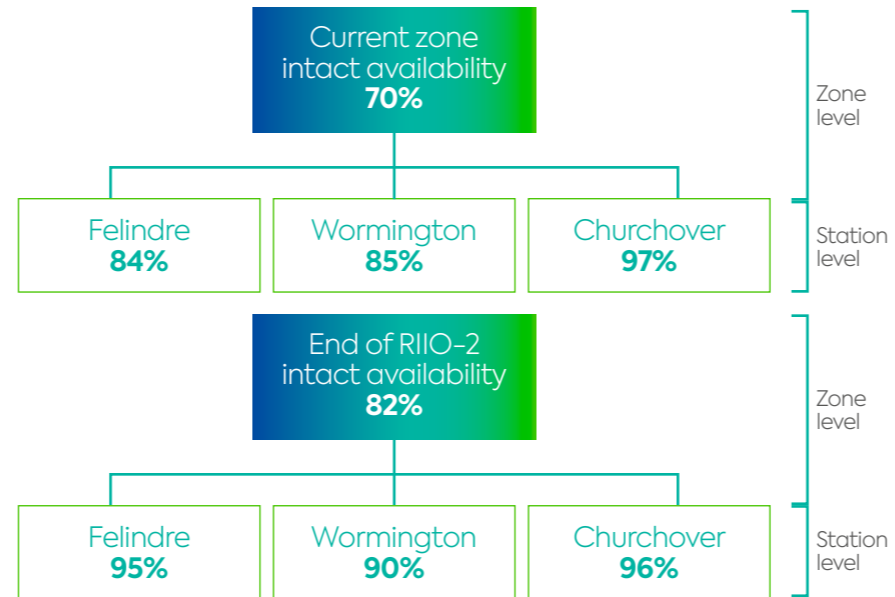 Current zone
intact availability
70%
Zone
level
Felindre
84%
Wormington
85%
Churchover
97%
Station
level
End of RIIO-2
intact availability
82%
Zone
level
Felindre
95%
Wormington
90%
Churchover
96%
Station
level